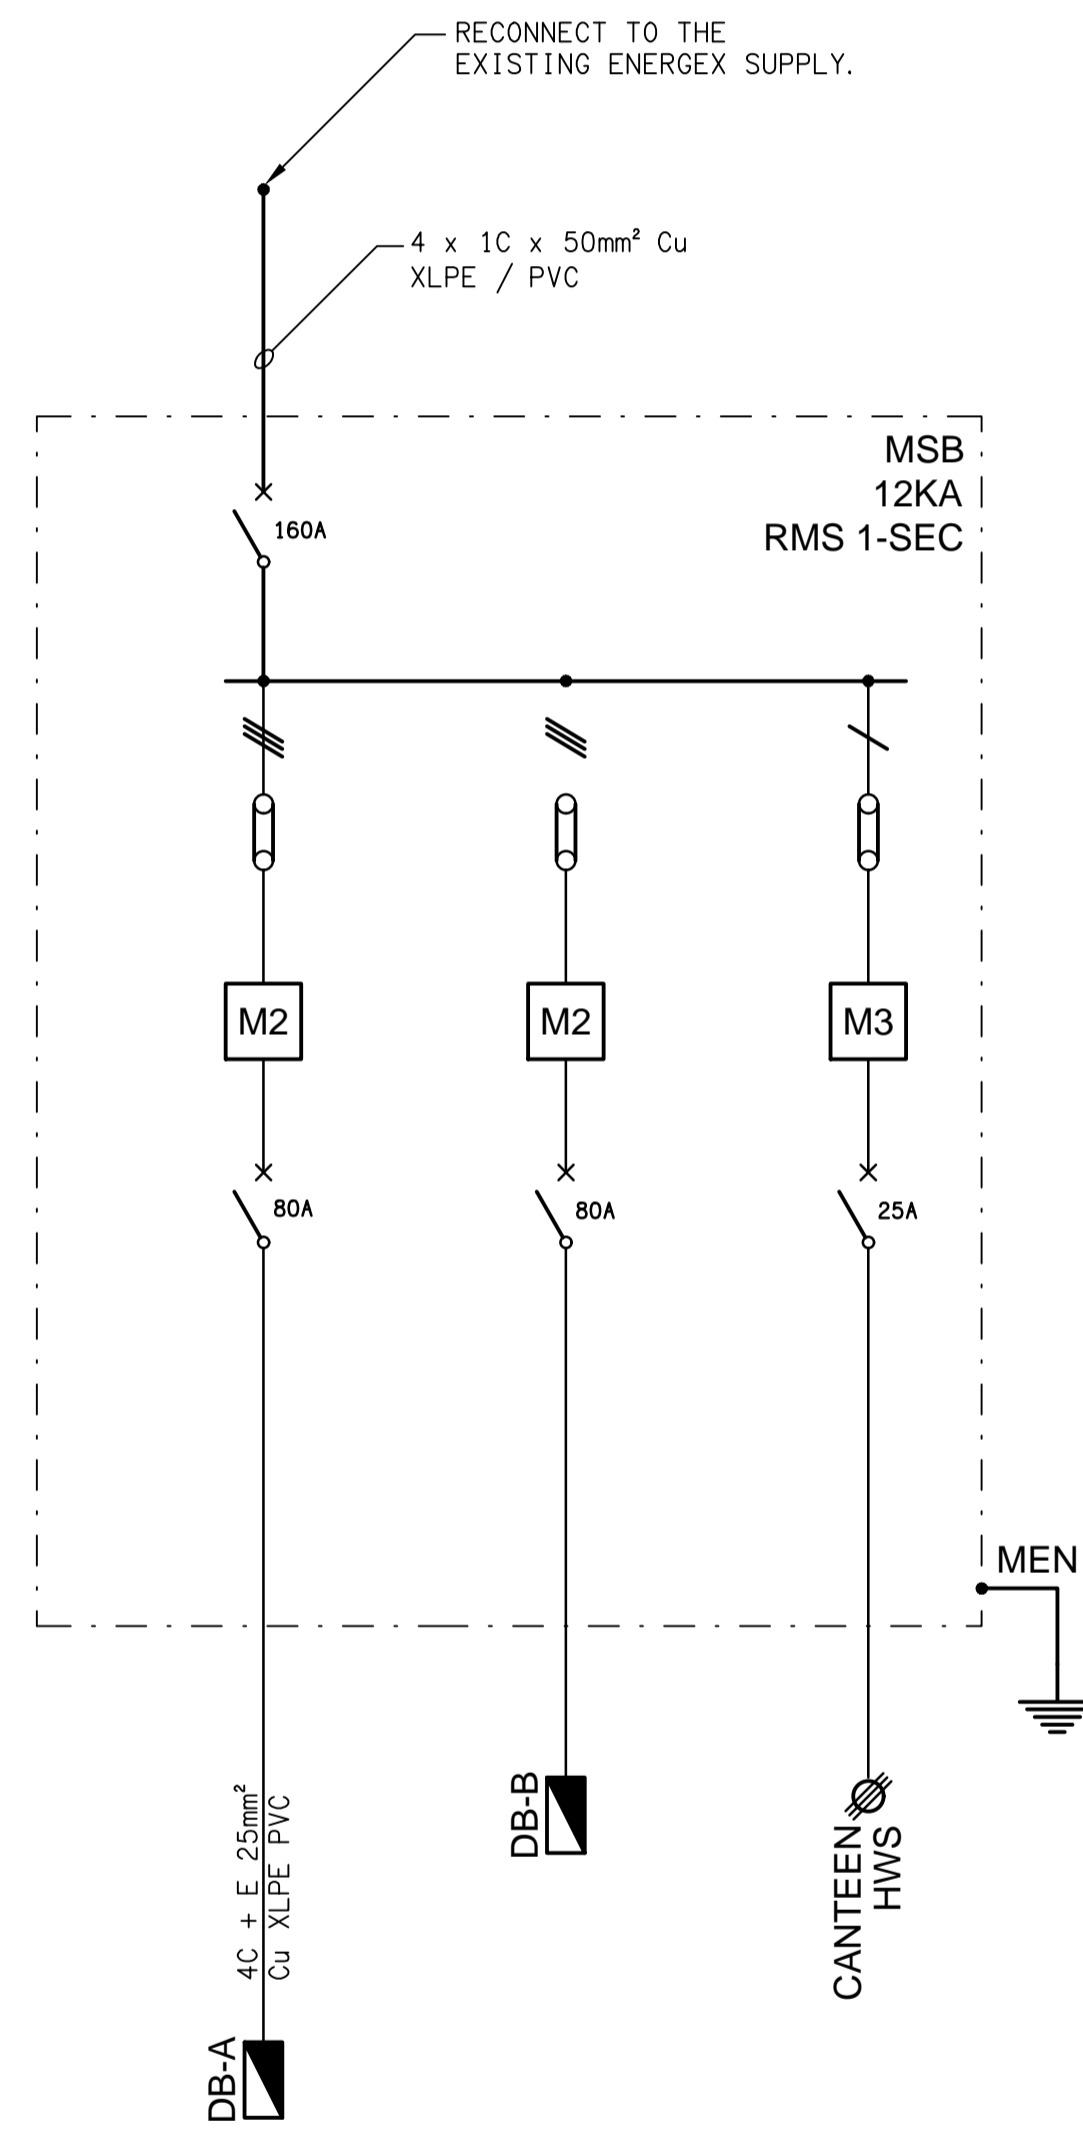 RECONNECT TO THE
EXISTING ENERGEX SUPPLY.
4 x 1C x 50mm² Cu
XLPE / PVC
MSB
12KA
RMS 1-SEC
160A
M2
M2
M3
80A
80A
25A
MEN
4C + E 25mm²
Cu XLPE PVC
DB-A
DB-B
CANTEEN
HWS